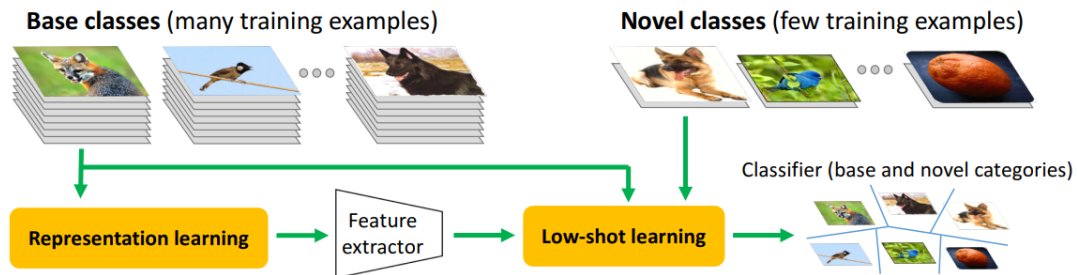 Base classes (many training examples)
Novel classes (few training examples)
Classifier (base and novel categories)
Representation learning
Feature
extractor
Low-shot learning